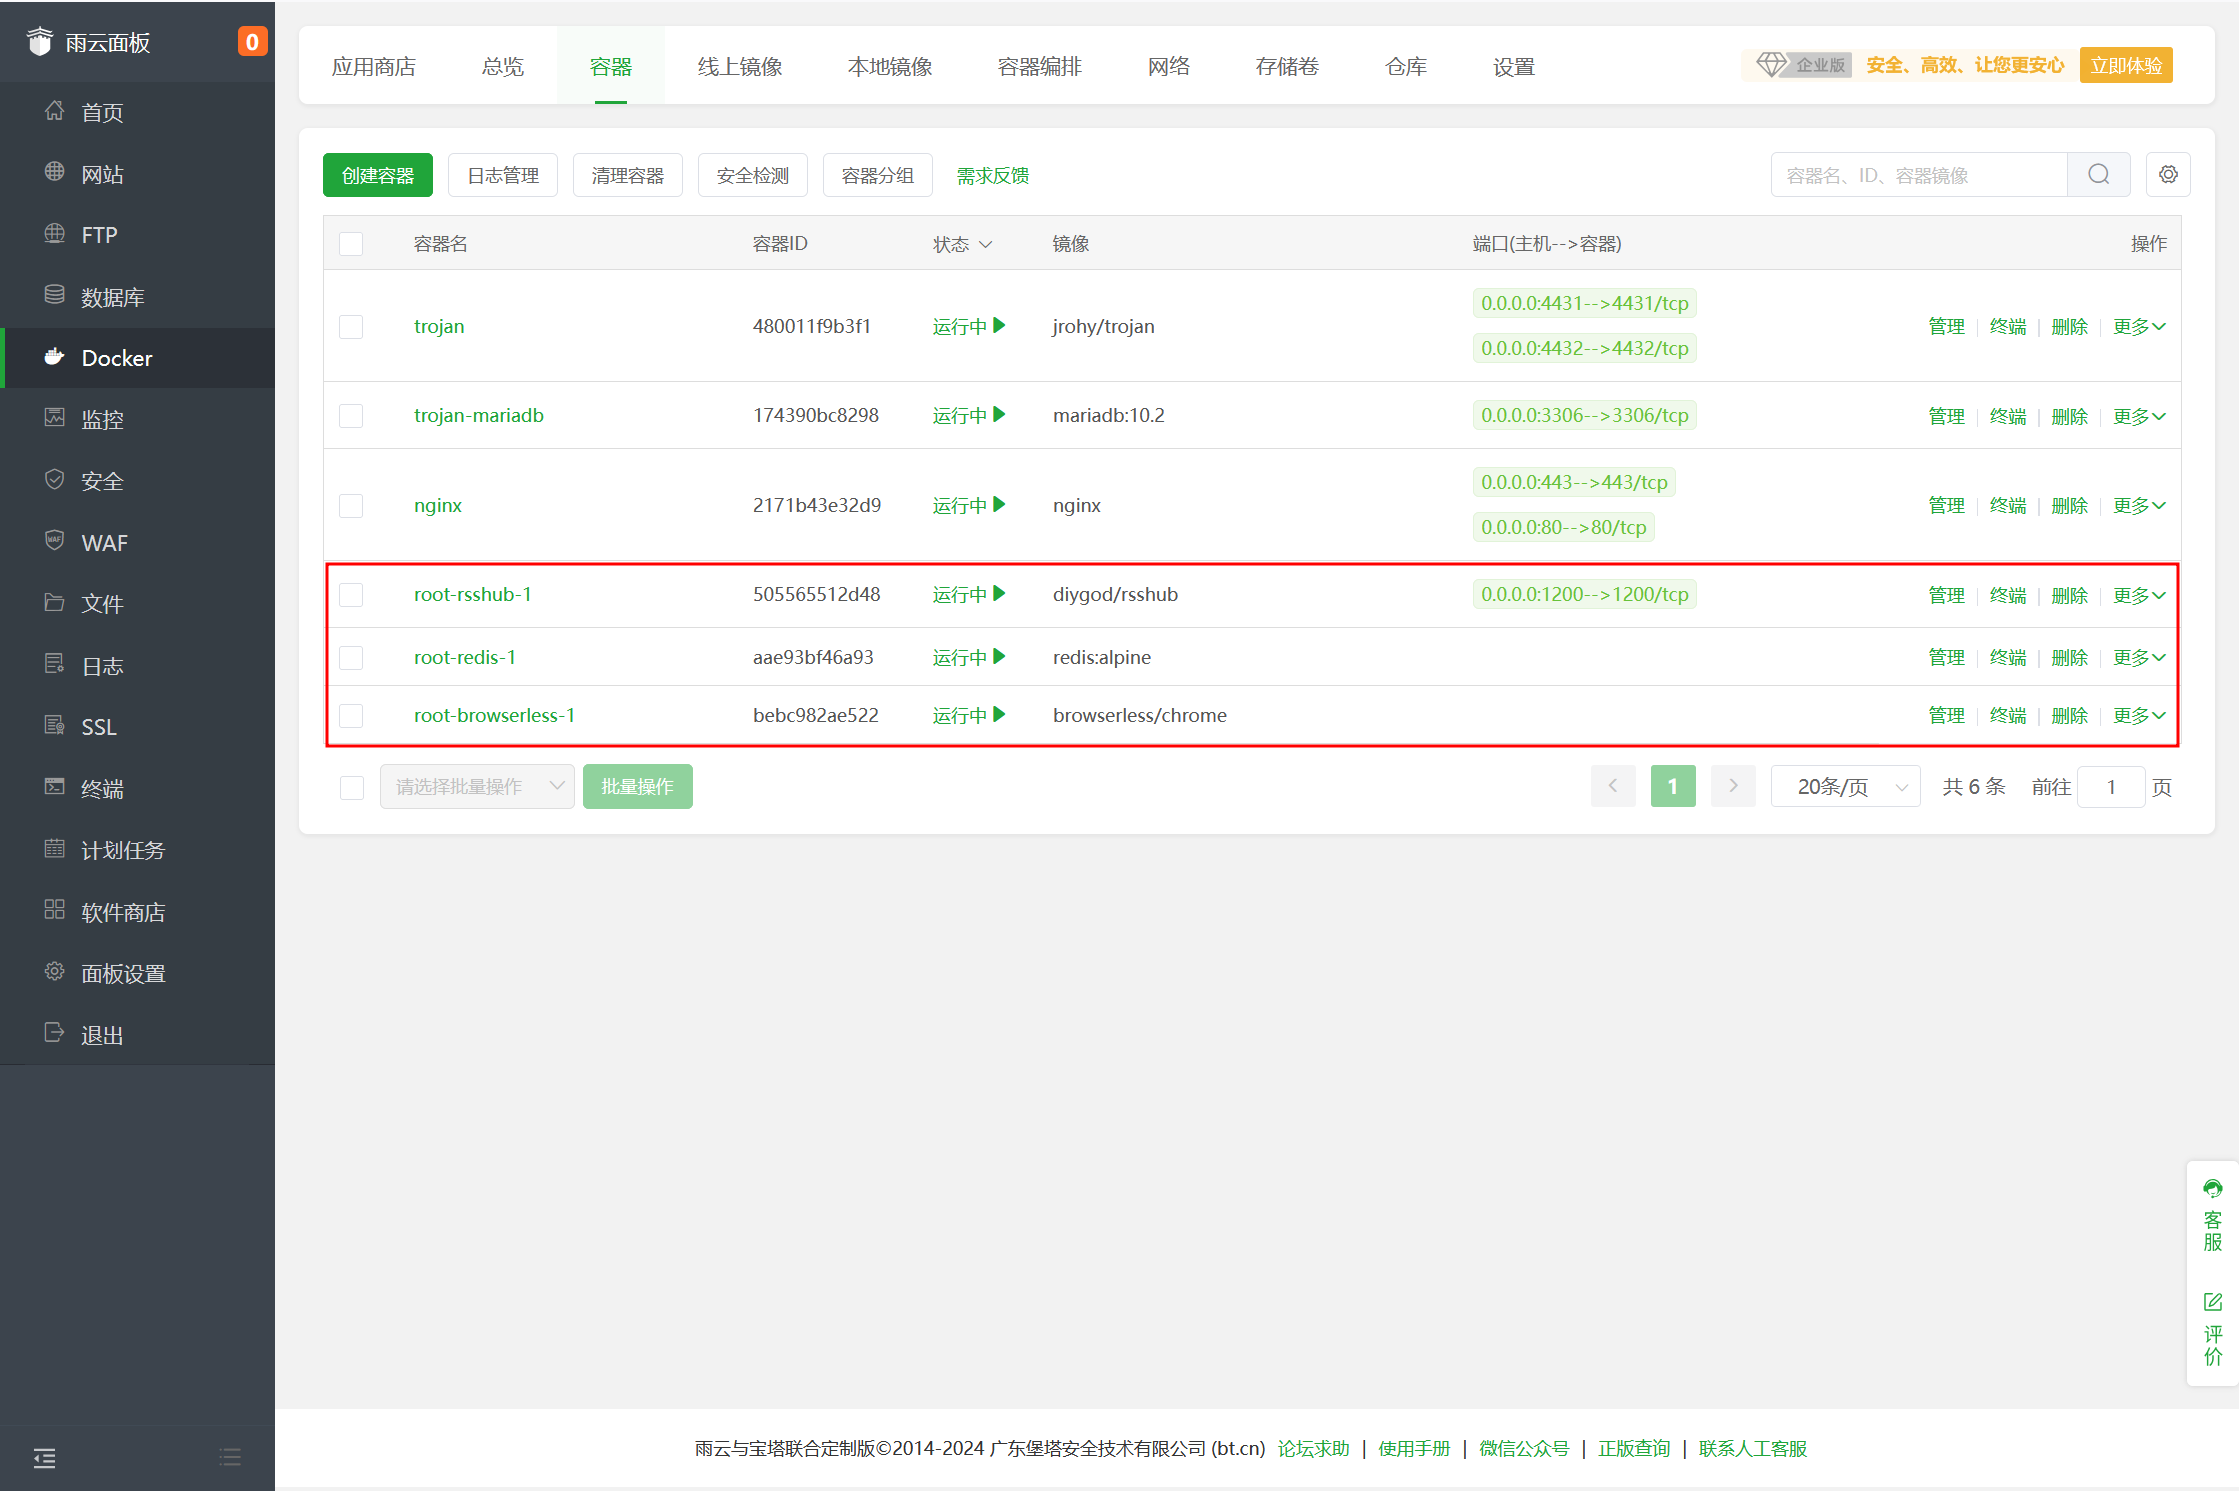 雨云面板
0
首页
网站
FTP
数据库
Docker
监控
安全
WAF
文件
日志
SSL
终端
计划任务
软件商店
面板设置
退出
应用商店 总览 容器 线上镜像 本地镜像 容器编排 网络 存储卷 仓库 设置
企业版 安全、高效、让您更安心 立即体验
创建容器 日志管理 清理容器 安全检测 容器分组 需求反馈
容器名、ID、容器镜像
容器名 容器ID 状态 镜像 端口(主机-->容器) 操作
trojan 480011f9b3f1 运行中 jrohy/trojan 0.0.0.0:4431-->4431/tcp 管理 终端 删除 更多
0.0.0.0:4432-->4432/tcp
trojan-mariadb 174390bc8298 运行中 mariadb:10.2 0.0.0.0:3306-->3306/tcp 管理 终端 删除 更多
nginx 2171b43e32d9 运行中 nginx 0.0.0.0:443-->443/tcp 管理 终端 删除 更多
0.0.0.0:80-->80/tcp
root-rsshub-1 505565512d48 运行中 diygod/rsshub 0.0.0.0:1200-->1200/tcp 管理 终端 删除 更多
root-redis-1 aae93bf46a93 运行中 redis:alpine 管理 终端 删除 更多
root-browserless-1 bebc982ae522 运行中 browserless/chrome 管理 终端 删除 更多
请选择批量操作 批量操作 1 20条/页 共 6 条 前往 1 页
客服
评价
雨云与宝塔联合定制版©2014-2024 广东堡塔安全技术有限公司 (bt.cn) 论坛求助 | 使用手册 | 微信公众号 | 正版查询 | 联系人工客服